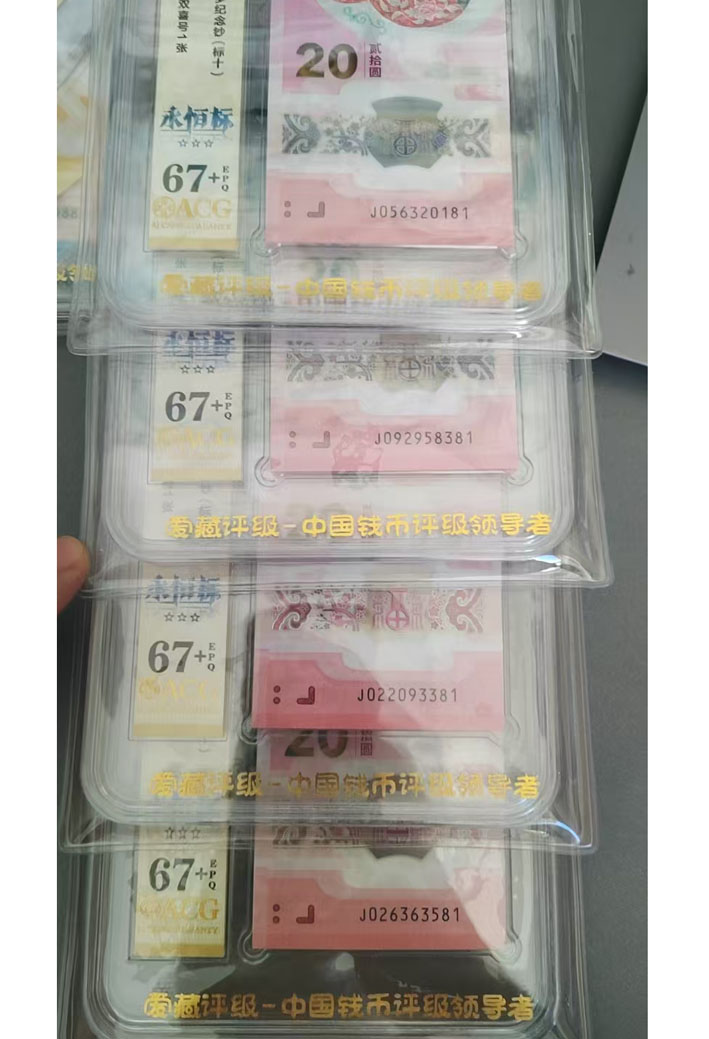 纪念钞(标十)
号1张
20
贰拾圆
永恒标
67+
EPQ
ACG
J056320181
爱藏评级-中国钱币评级领导者
永恒标
67+
EPQ
J092958381
爱藏评级-中国钱币评级领导者
永恒标
67+
EPQ
ACG
J022093381
20
爱藏评级-中国钱币评级领导者
67+
EPQ
ACG
J026363581
爱藏评级-中国钱币评级领导者